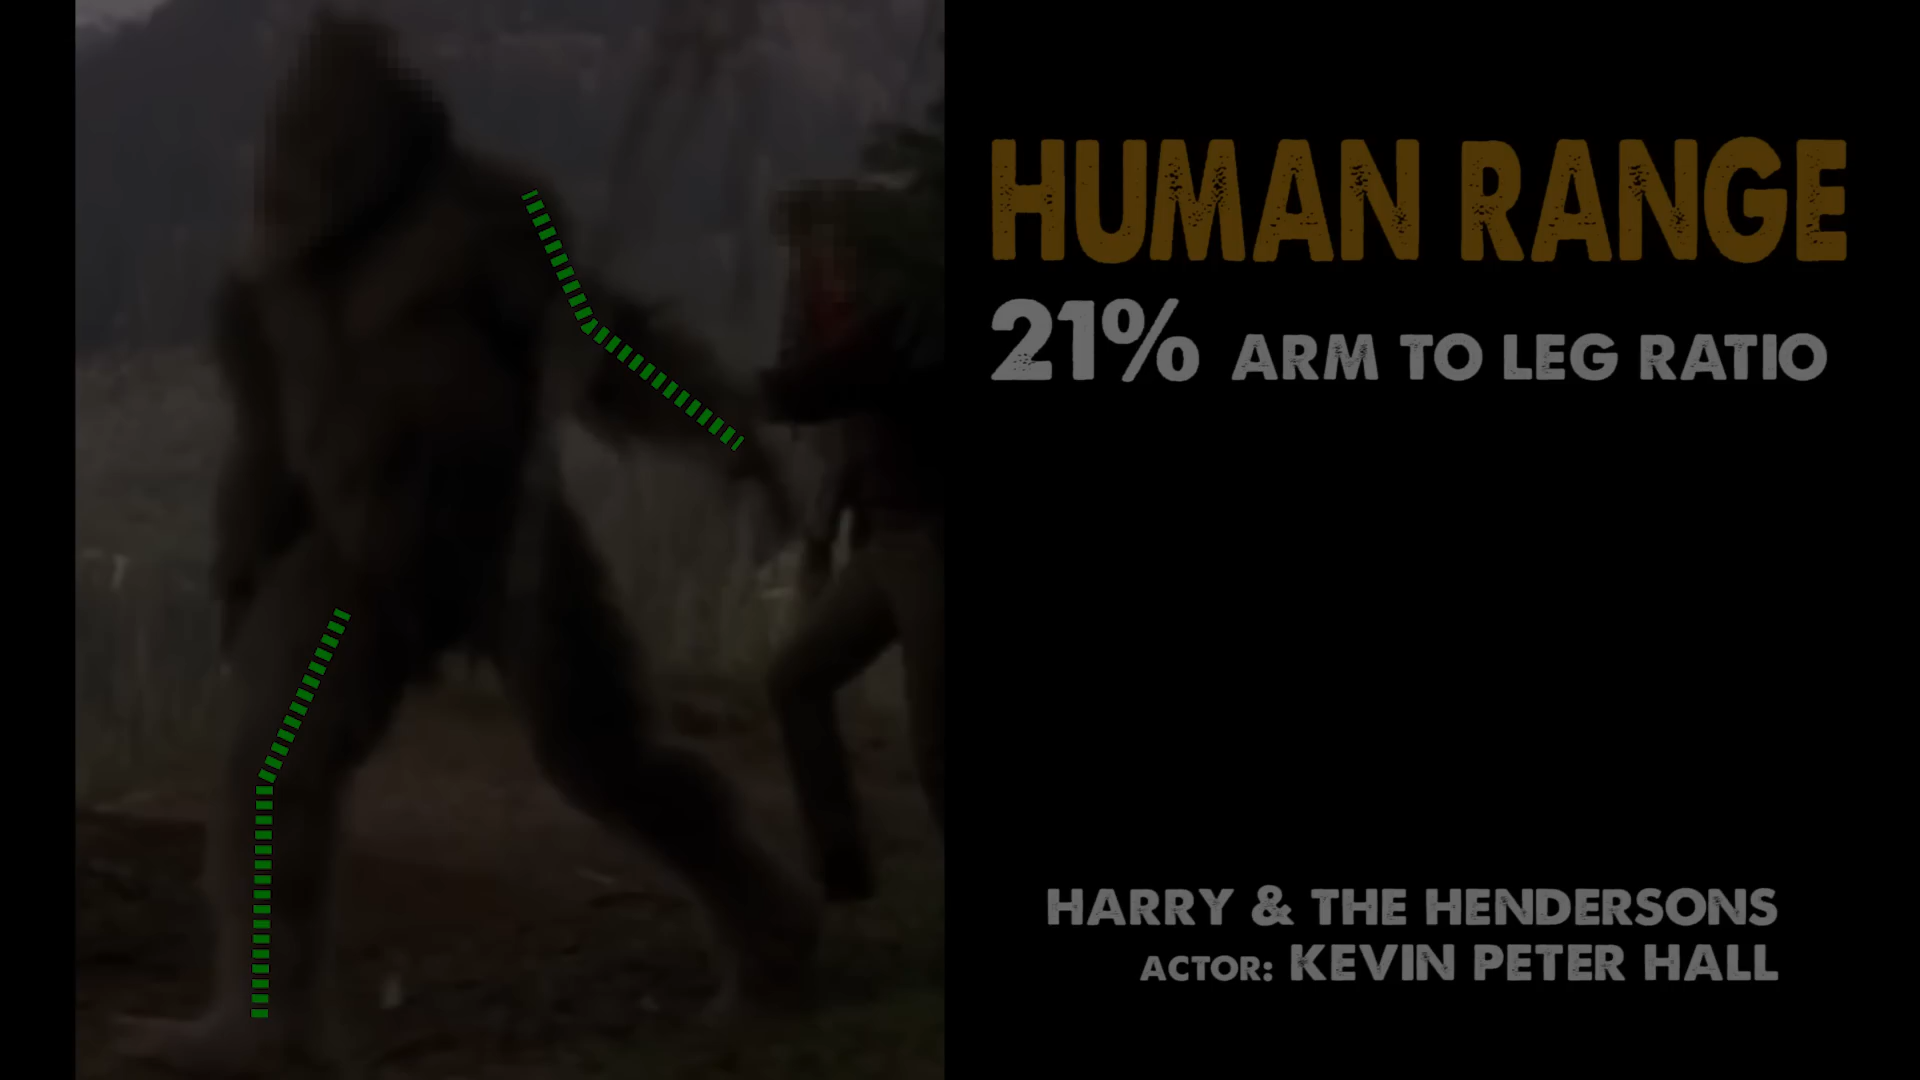 HUMAN RANGE
21% ARM TO LEG RATIO
HARRY & THE HENDERSONS
ACTOR: KEVIN PETER HALL